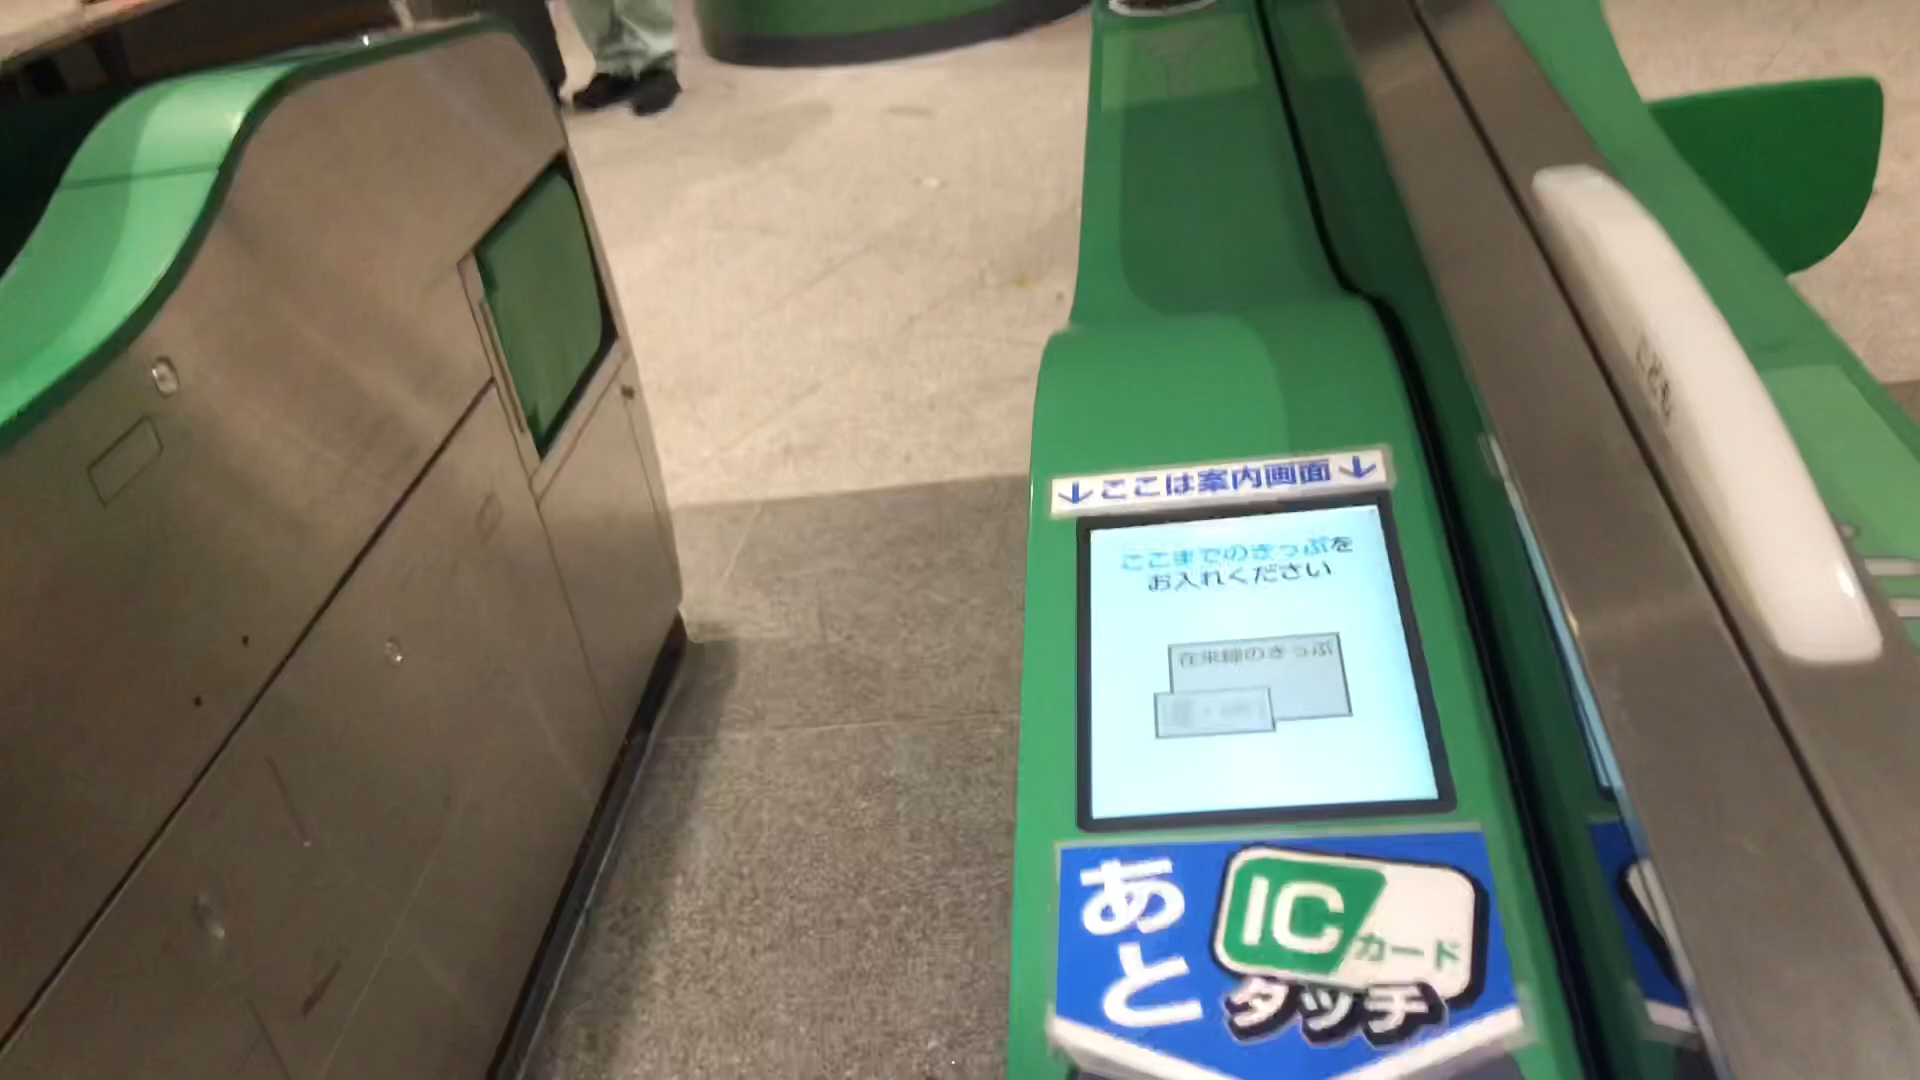 ↓ここは案内画面↓
ここまでのきっぷを
お入れください
在来線のきっぷ
あと
ICカード
タッチ